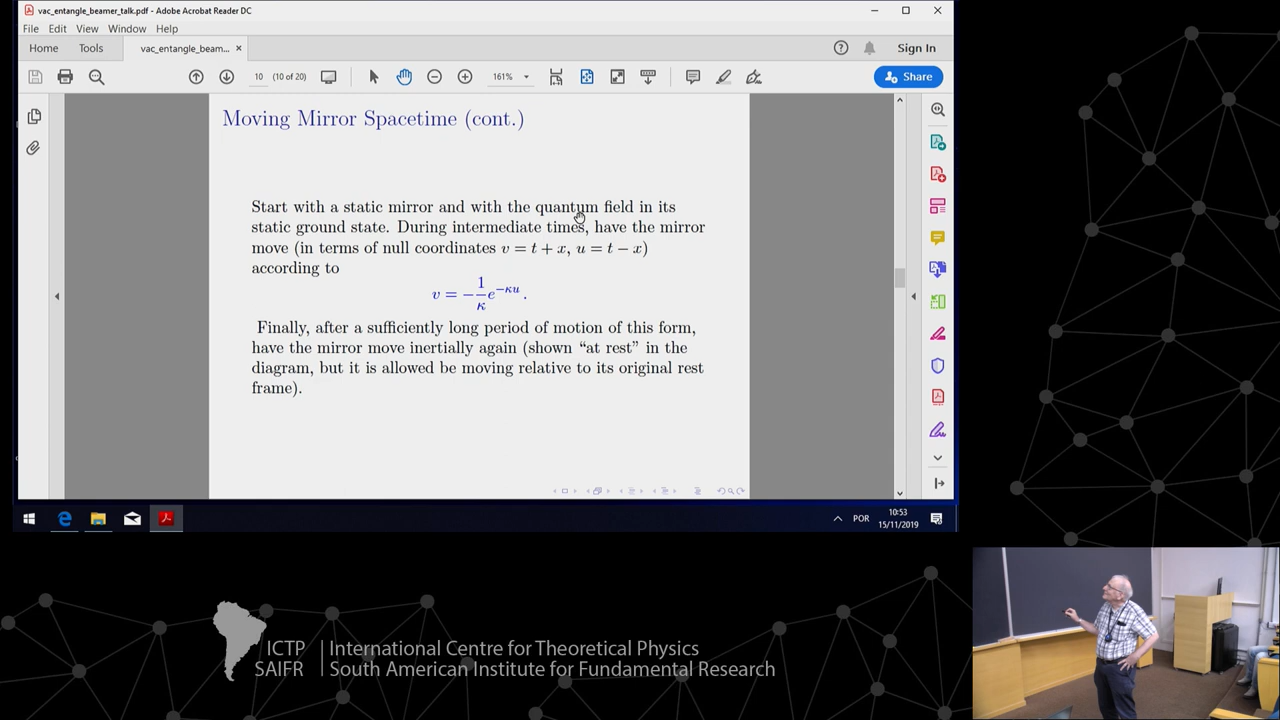 vac_entangle_beamer_talk.pdf - Adobe Acrobat Reader DC
File Edit View Window Help
Home Tools vac_entangle_beam... × Sign In
10 (10 of 20) 161% Share
Moving Mirror Spacetime (cont.)
Start with a static mirror and with the quantum field in its
static ground state. During intermediate times, have the mirror
move (in terms of null coordinates v = t + x, u = t − x)
according to
v = −1/κ e^{−κu} .
Finally, after a sufficiently long period of motion of this form,
have the mirror move inertially again (shown “at rest” in the
diagram, but it is allowed be moving relative to its original rest
frame).
POR
10:53
15/11/2019
ICTP
SAIFR
International Centre for Theoretical Physics
South American Institute for Fundamental Research